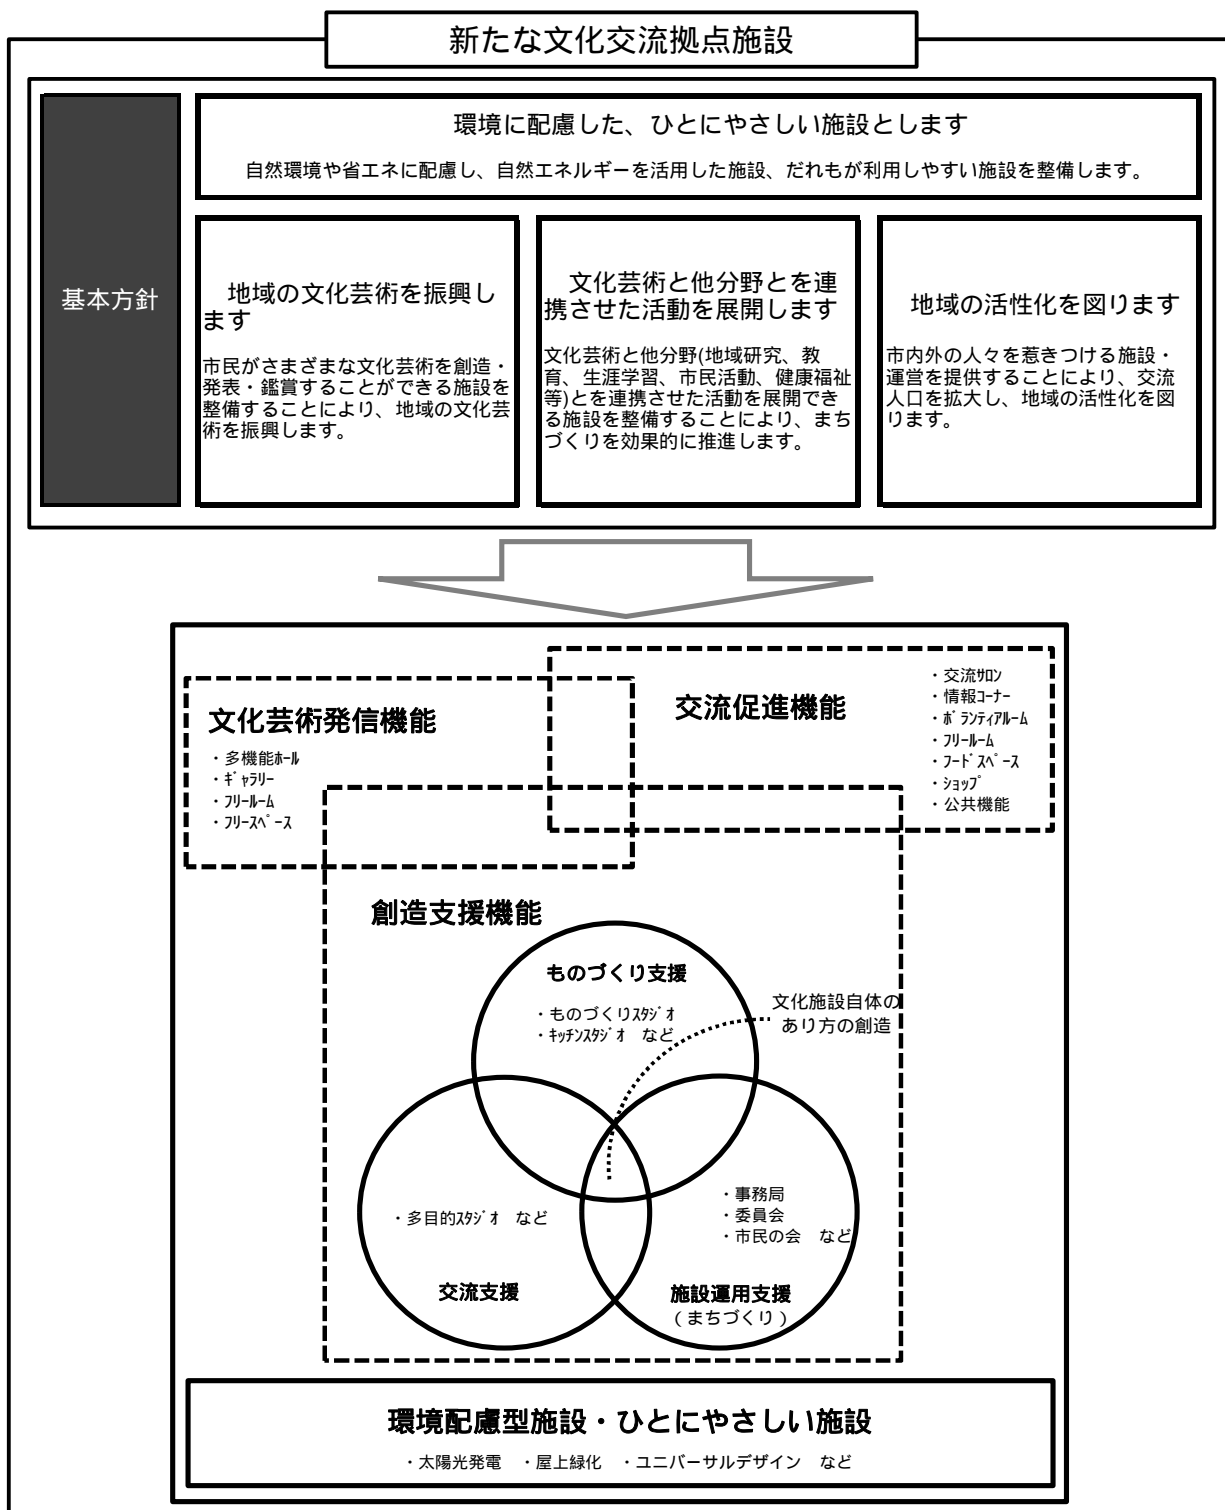 新たな文化交流拠点施設
基本方針
環境に配慮した、ひとにやさしい施設とします
自然環境や省エネに配慮し、自然エネルギーを活用した施設、だれもが利用しやすい施設を整備します。
地域の文化芸術を振興し
ます
市民がさまざまな文化芸術を創造・
発表・鑑賞することができる施設を
整備することにより、地域の文化芸
術を振興します。
文化芸術と他分野とを連
携させた活動を展開します
文化芸術と他分野(地域研究、教
育、生涯学習、市民活動、健康福祉
等)とを連携させた活動を展開でき
る施設を整備することにより、まち
づくりを効果的に推進します。
地域の活性化を図ります
市内外の人々を惹きつける施設・
運営を提供することにより、交流
人口を拡大し、地域の活性化を図
ります。
文化芸術発信機能
・多機能ﾎｰﾙ
・ｷﾞｬﾗﾘｰ
・ﾌﾘｰﾙｰﾑ
・ﾌﾘｰｽﾍﾟｰｽ
交流促進機能
・交流ｻﾛﾝ
・情報ｺｰﾅｰ
・ﾎﾞﾗﾝﾃｨｱﾙｰﾑ
・ﾌﾘｰﾙｰﾑ
・ﾌｰﾄﾞｽﾍﾟｰｽ
・ｼｮｯﾌﾟ
・公共機能
創造支援機能
ものづくり支援
・ものづくりｽﾀｼﾞｵ
・ｷｯﾁﾝｽﾀｼﾞｵ　など
文化施設自体の
あり方の創造
・多目的ｽﾀｼﾞｵ　など
交流支援
・事務局
・委員会
・市民の会　など
施設運用支援
（まちづくり）
環境配慮型施設・ひとにやさしい施設
・太陽光発電　・屋上緑化　・ユニバーサルデザイン　など